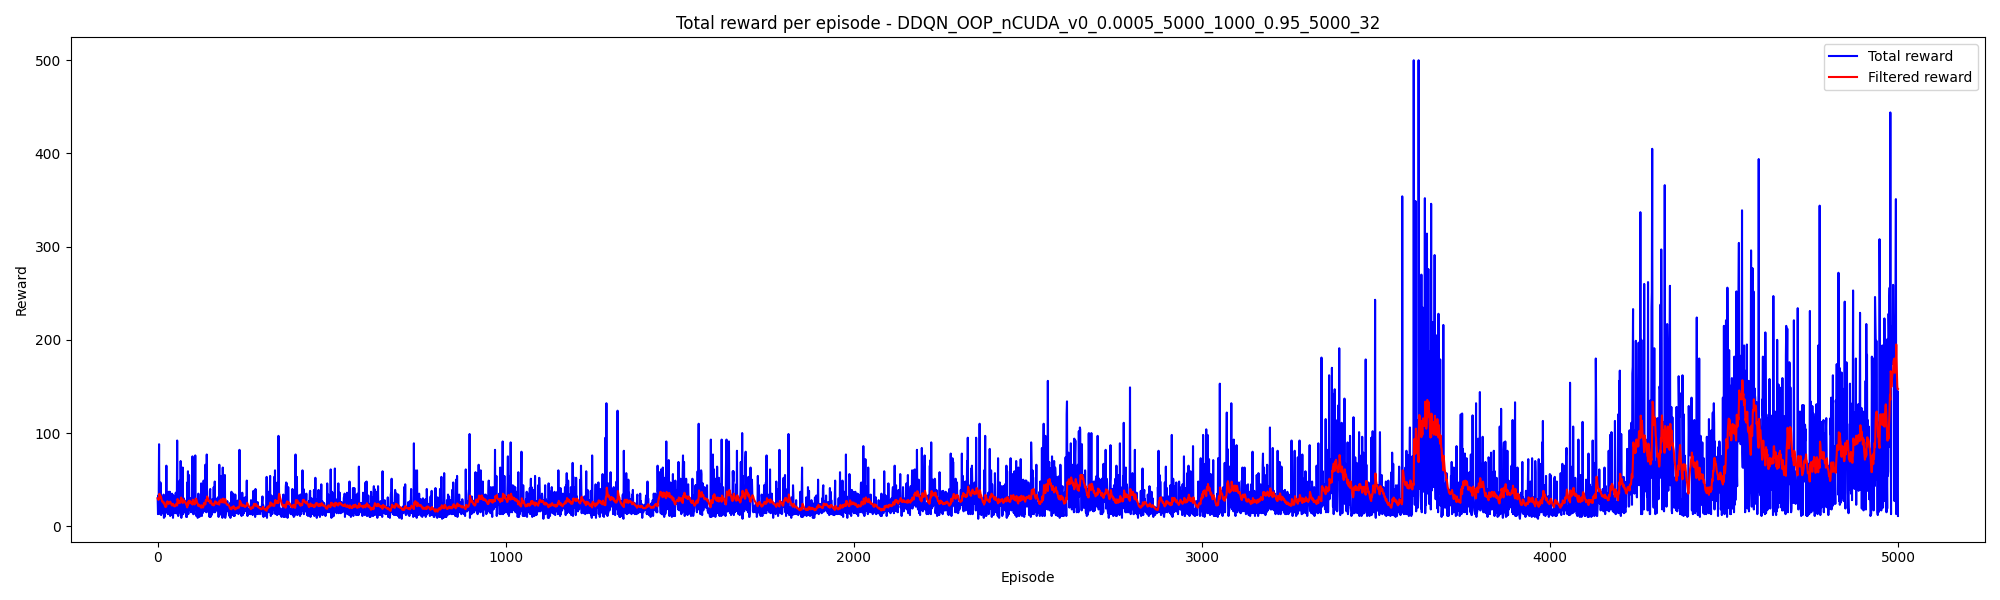 Total reward per episode - DDQN_OOP_nCUDA_v0_0.0005_5000_1000_0.95_5000_32
Total reward
Filtered reward
500
400
300
200
100
0
Reward
0 1000 2000 3000 4000 5000
Episode